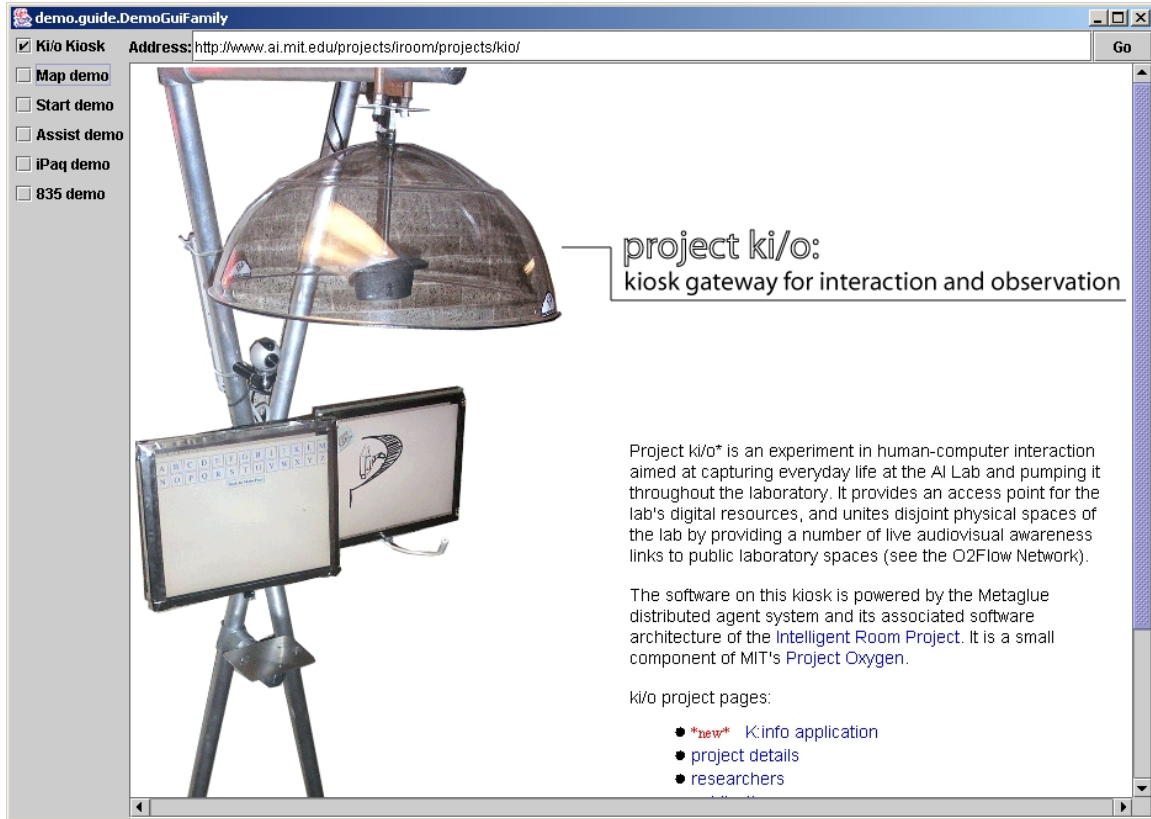 demo.guide.DemoGuiFamily
Ki/o Kiosk
Map demo
Start demo
Assist demo
iPaq demo
835 demo
Address: http://www.ai.mit.edu/projects/iroom/projects/kio/
Go
project ki/o:
kiosk gateway for interaction and observation
A B C D E F G H I J K L M
N O P Q R S T U V W X Y Z
Project ki/o* is an experiment in human-computer interaction
aimed at capturing everyday life at the AI Lab and pumping it
throughout the laboratory. It provides an access point for the
lab's digital resources, and unites disjoint physical spaces of
the lab by providing a number of live audiovisual awareness
links to public laboratory spaces (see the O2Flow Network).
The software on this kiosk is powered by the Metaglue
distributed agent system and its associated software
architecture of the Intelligent Room Project. It is a small
component of MIT's Project Oxygen.
ki/o project pages:
*new* K:info application
project details
researchers